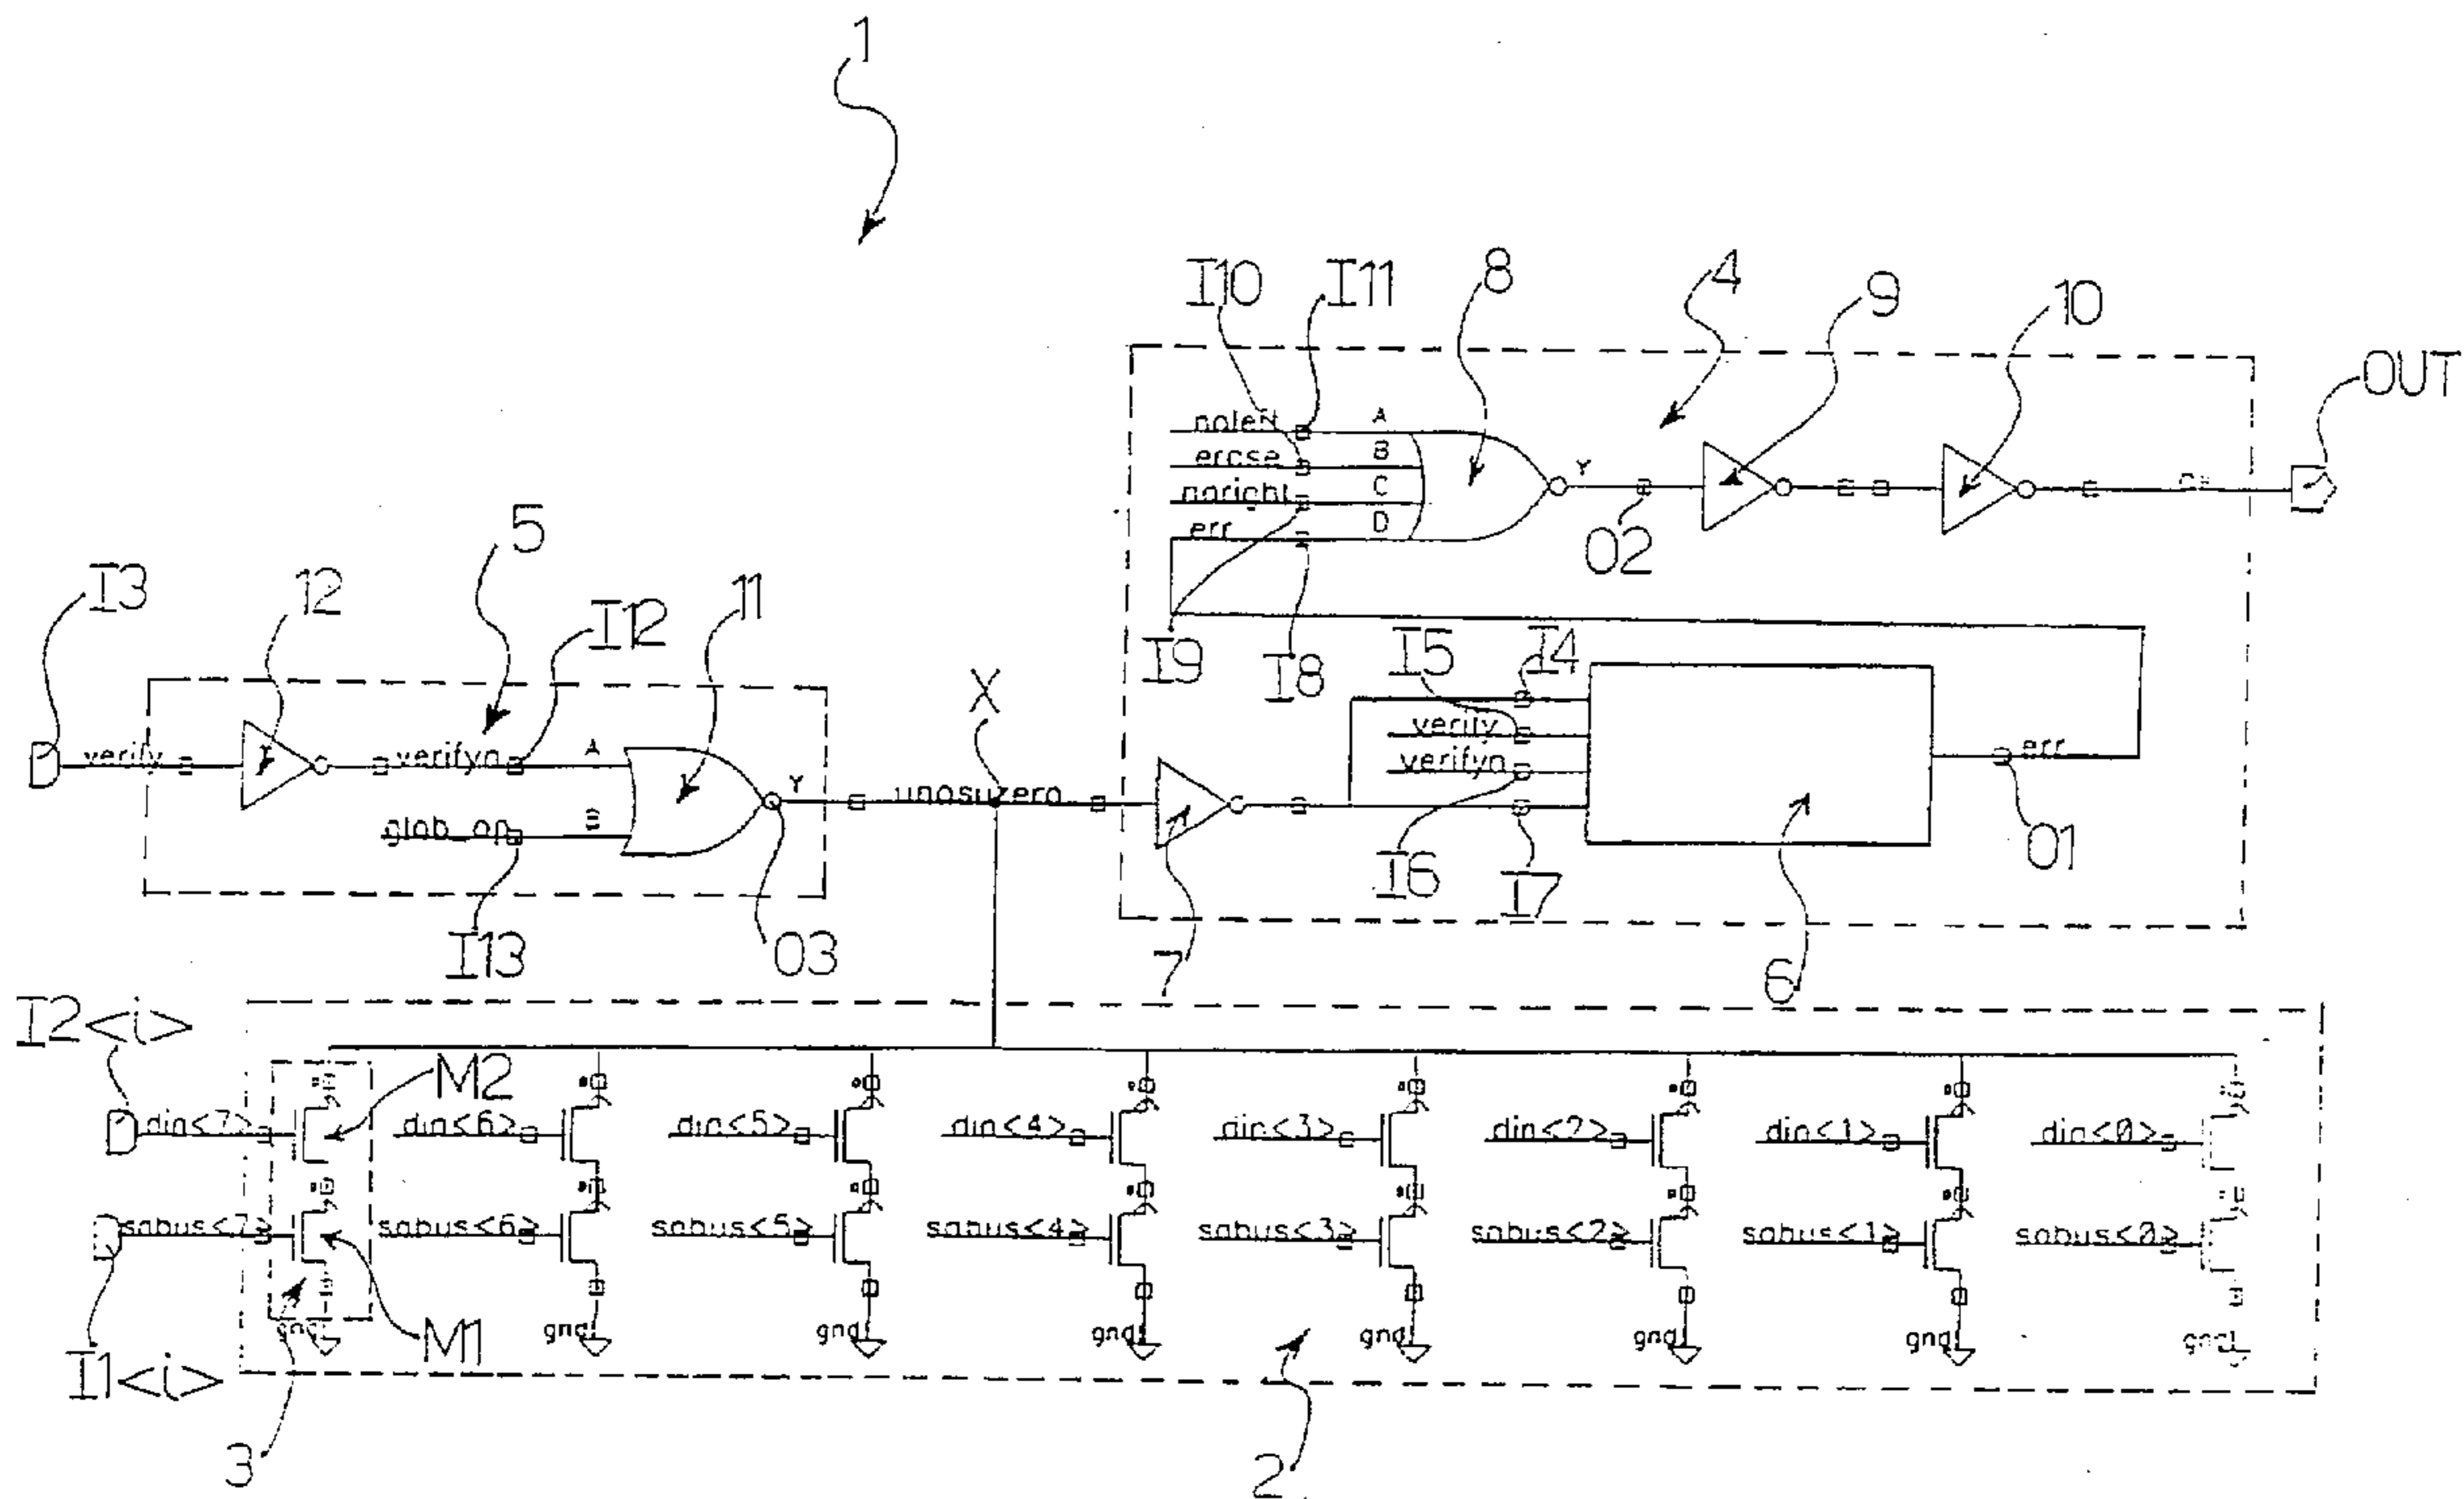 1
I10 I11 8 4 9 10
OUT
noleft A
erase B
noright C
err D
Y
O2
5
I3 12 I12 11
I9 I8 I5 I4
X
verify verifyn A
Y
unosuzero
glob_op
verify
verifyn
err
O1
I13 O3 7 I6 I7 6
I2<i>
M2
din<7> din<6> din<5> din<4> din<3> din<2> din<1> din<0>
sabus<7> sabus<6> sabus<5> sabus<4> sabus<3> sabus<2> sabus<1> sabus<0>
gnd gnd gnd gnd gnd gnd gnd gnd
M1
I1<i>
3 2